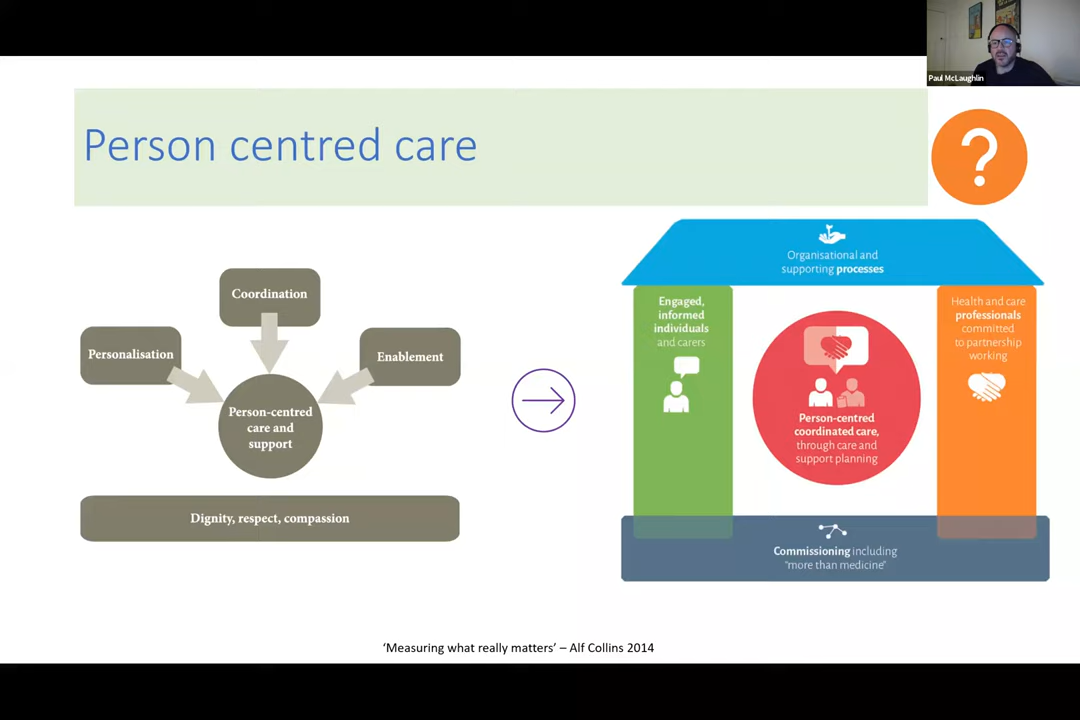 Paul McLaughlin
Person centred care
?
Coordination
Personalisation
Enablement
Person-centred
care and
support
Dignity, respect, compassion
Organisational and
supporting processes
Engaged,
informed
individuals
and carers
Person-centred
coordinated care,
through care and
support planning
Health and care
professionals
committed
to partnership
working
Commissioning including
"more than medicine"
‘Measuring what really matters’ – Alf Collins 2014